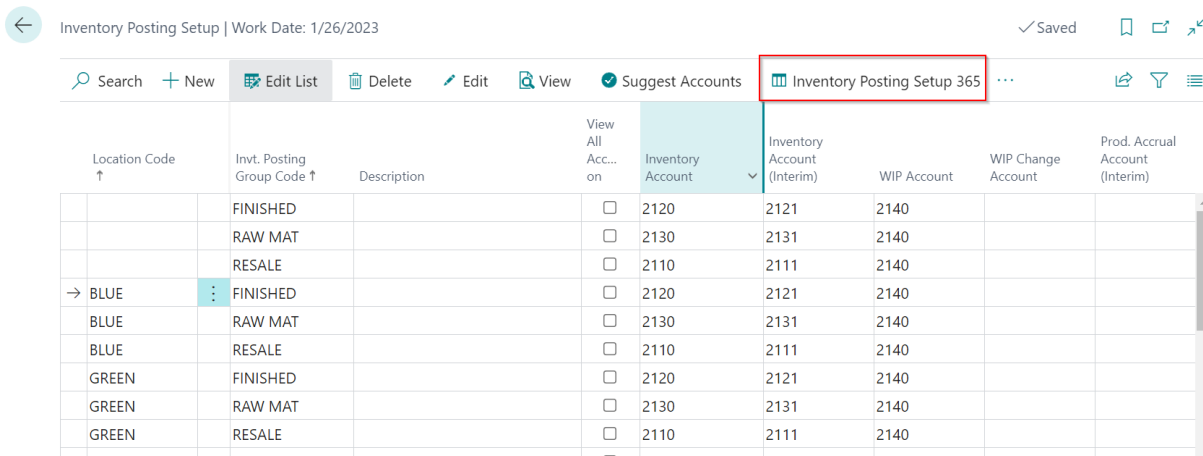 Inventory Posting Setup | Work Date: 1/26/2023 Saved
Search New Edit List Delete Edit View Suggest Accounts Inventory Posting Setup 365 ...
Location Code ↑
Invt. Posting Group Code ↑
Description
View All Acc... on
Inventory Account
Inventory Account (Interim)
WIP Account
WIP Change Account
Prod. Accrual Account (Interim)
FINISHED 2120 2121 2140
RAW MAT 2130 2131 2140
RESALE 2110 2111 2140
→ BLUE FINISHED 2120 2121 2140
BLUE RAW MAT 2130 2131 2140
BLUE RESALE 2110 2111 2140
GREEN FINISHED 2120 2121 2140
GREEN RAW MAT 2130 2131 2140
GREEN RESALE 2110 2111 2140